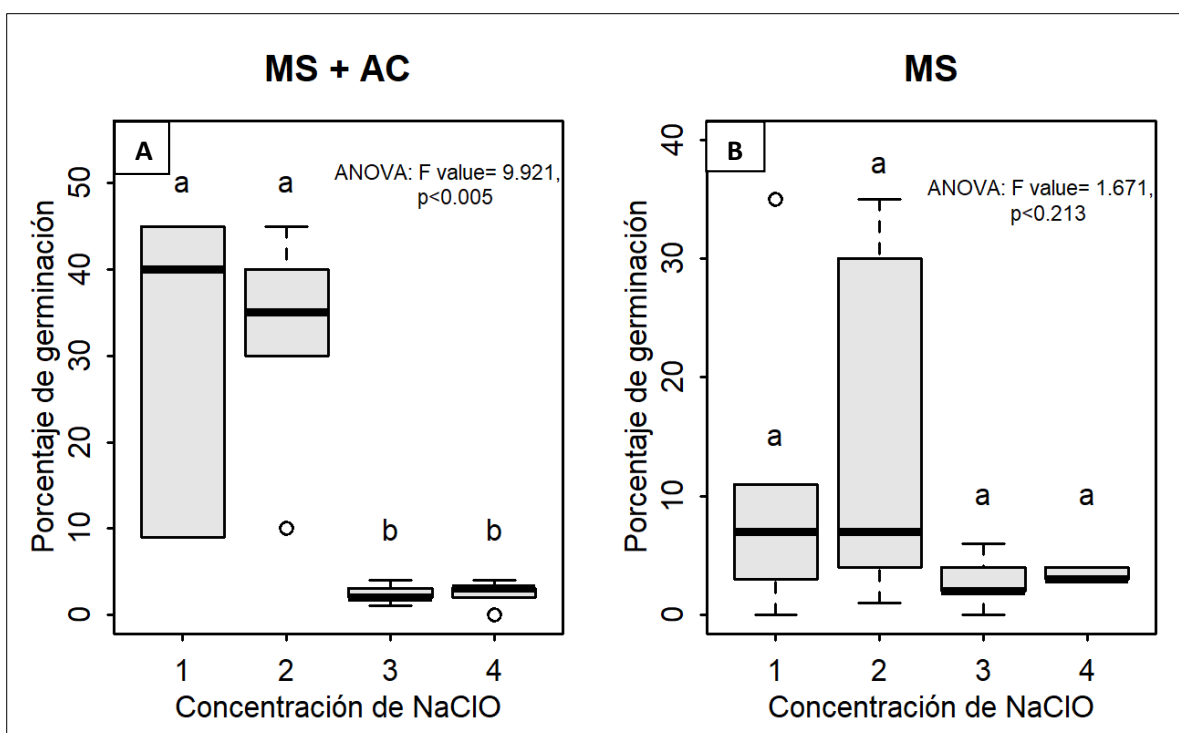 MS + AC
A
ANOVA: F value= 9.921,
p<0.005
a
a
b
b
50
40
30
20
10
0
Porcentaje de germinación
1
2
3
4
Concentración de NaClO
MS
B
ANOVA: F value= 1.671,
p<0.213
a
a
a
a
40
30
20
10
0
Porcentaje de germinación
1
2
3
4
Concentración de NaClO